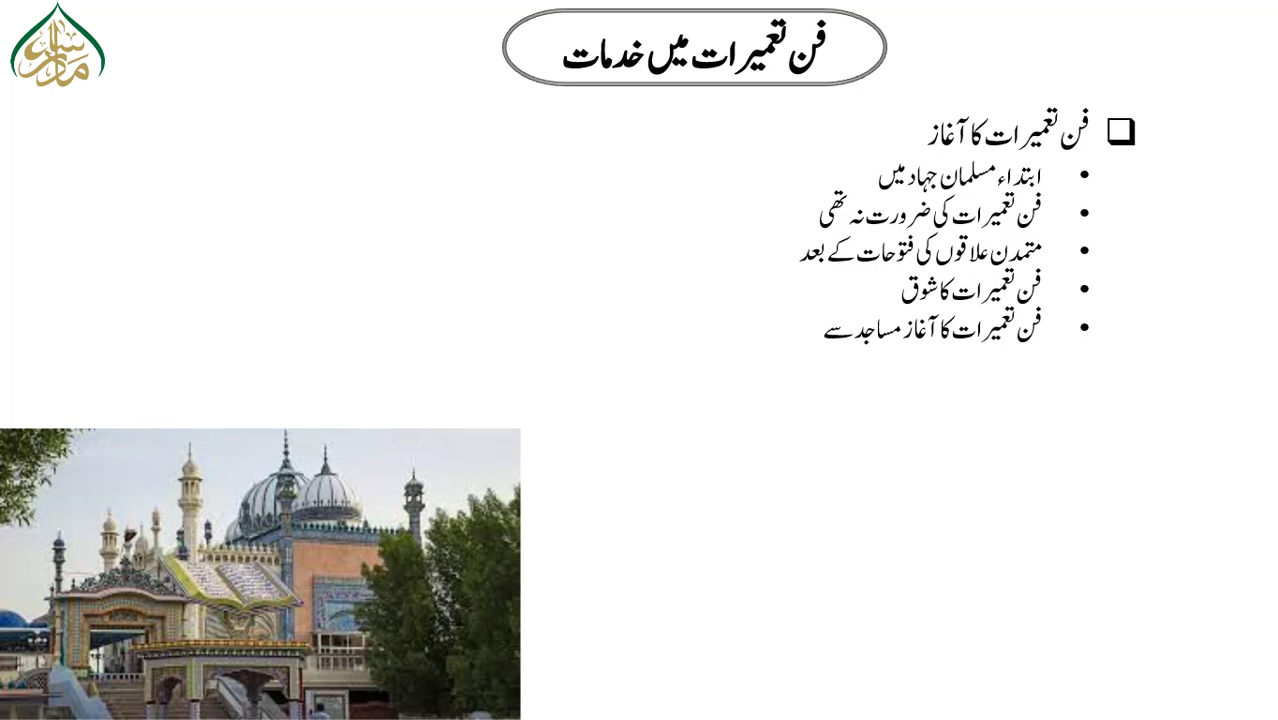 فن تعمیرات میں خدمات
فن تعمیرات کا آغاز
ابتداء مسلمان جہاد میں
فن تعمیرات کی ضرورت نہ تھی
متمدن علاقوں کی فتوحات کے بعد
فن تعمیرات کا شوق
فن تعمیرات کا آغاز مساجد سے